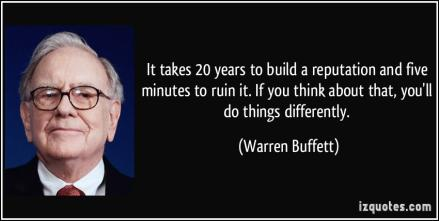 It takes 20 years to build a reputation and five
minutes to ruin it. If you think about that, you'll
do things differently.
(Warren Buffett)
izquotes.com